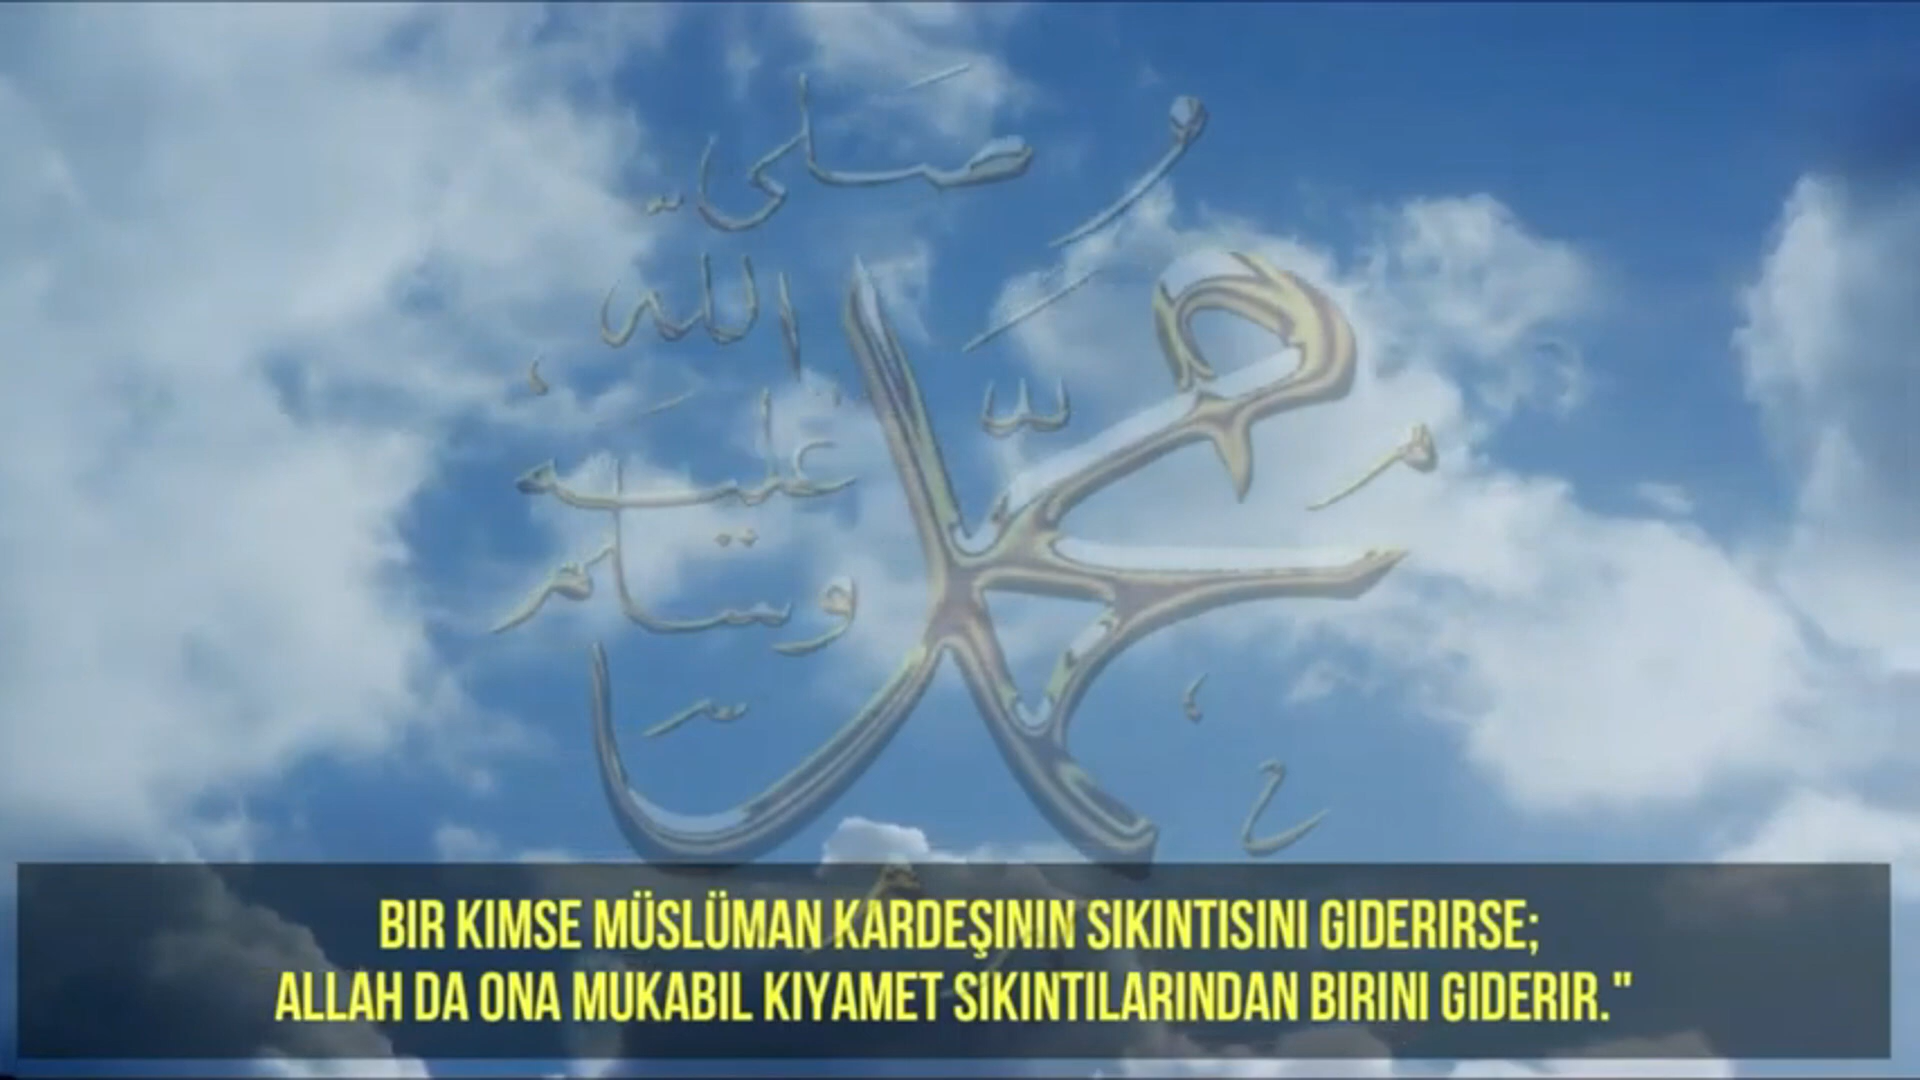 محمد
صلى
الله
عليه
وسلم
BIR KIMSE MÜSLÜMAN KARDEŞININ SIKINTISINI GIDERIRSE;
ALLAH DA ONA MUKABIL KIYAMET SIKINTILARINDAN BIRINI GIDERIR."